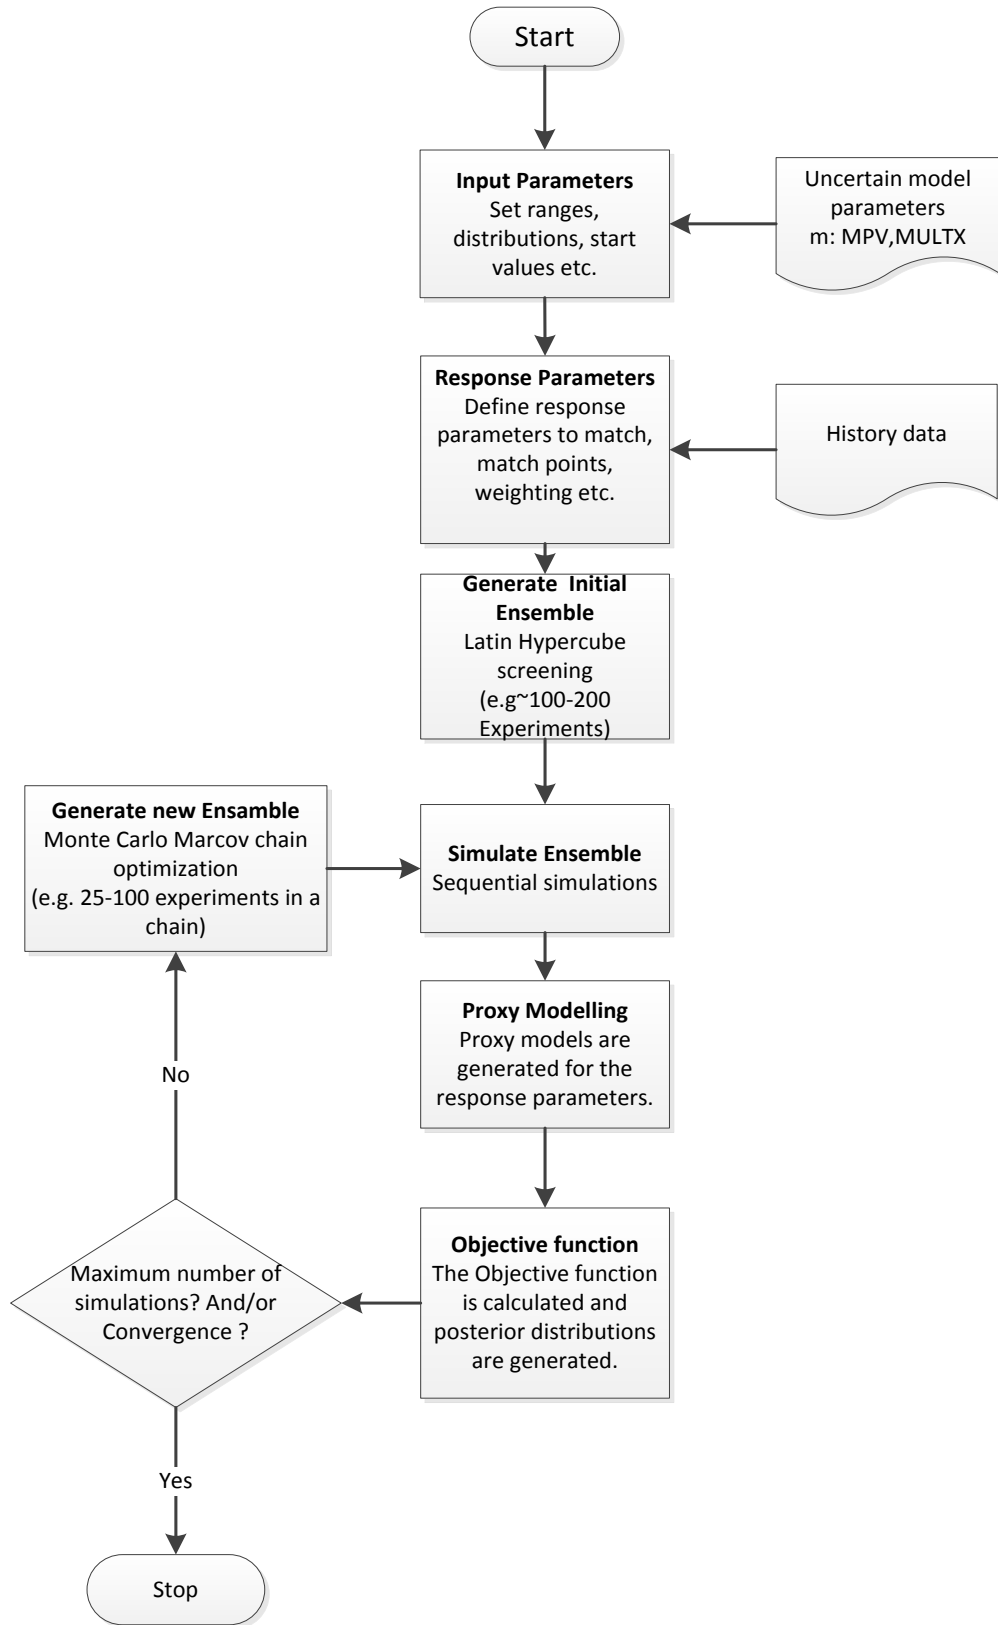 Start
Input Parameters
Set ranges,
distributions, start
values etc.
Uncertain model
parameters
m: MPV,MULTX
Response Parameters
Define response
parameters to match,
match points,
weighting etc.
History data
Generate Initial
Ensemble
Latin Hypercube
screening
(e.g~100-200
Experiments)
Generate new Ensamble
Monte Carlo Marcov chain
optimization
(e.g. 25-100 experiments in a
chain)
Simulate Ensemble
Sequential simulations
Proxy Modelling
Proxy models are
generated for the
response parameters.
No
Objective function
The Objective function
is calculated and
posterior distributions
are generated.
Maximum number of
simulations? And/or
Convergence ?
Yes
Stop